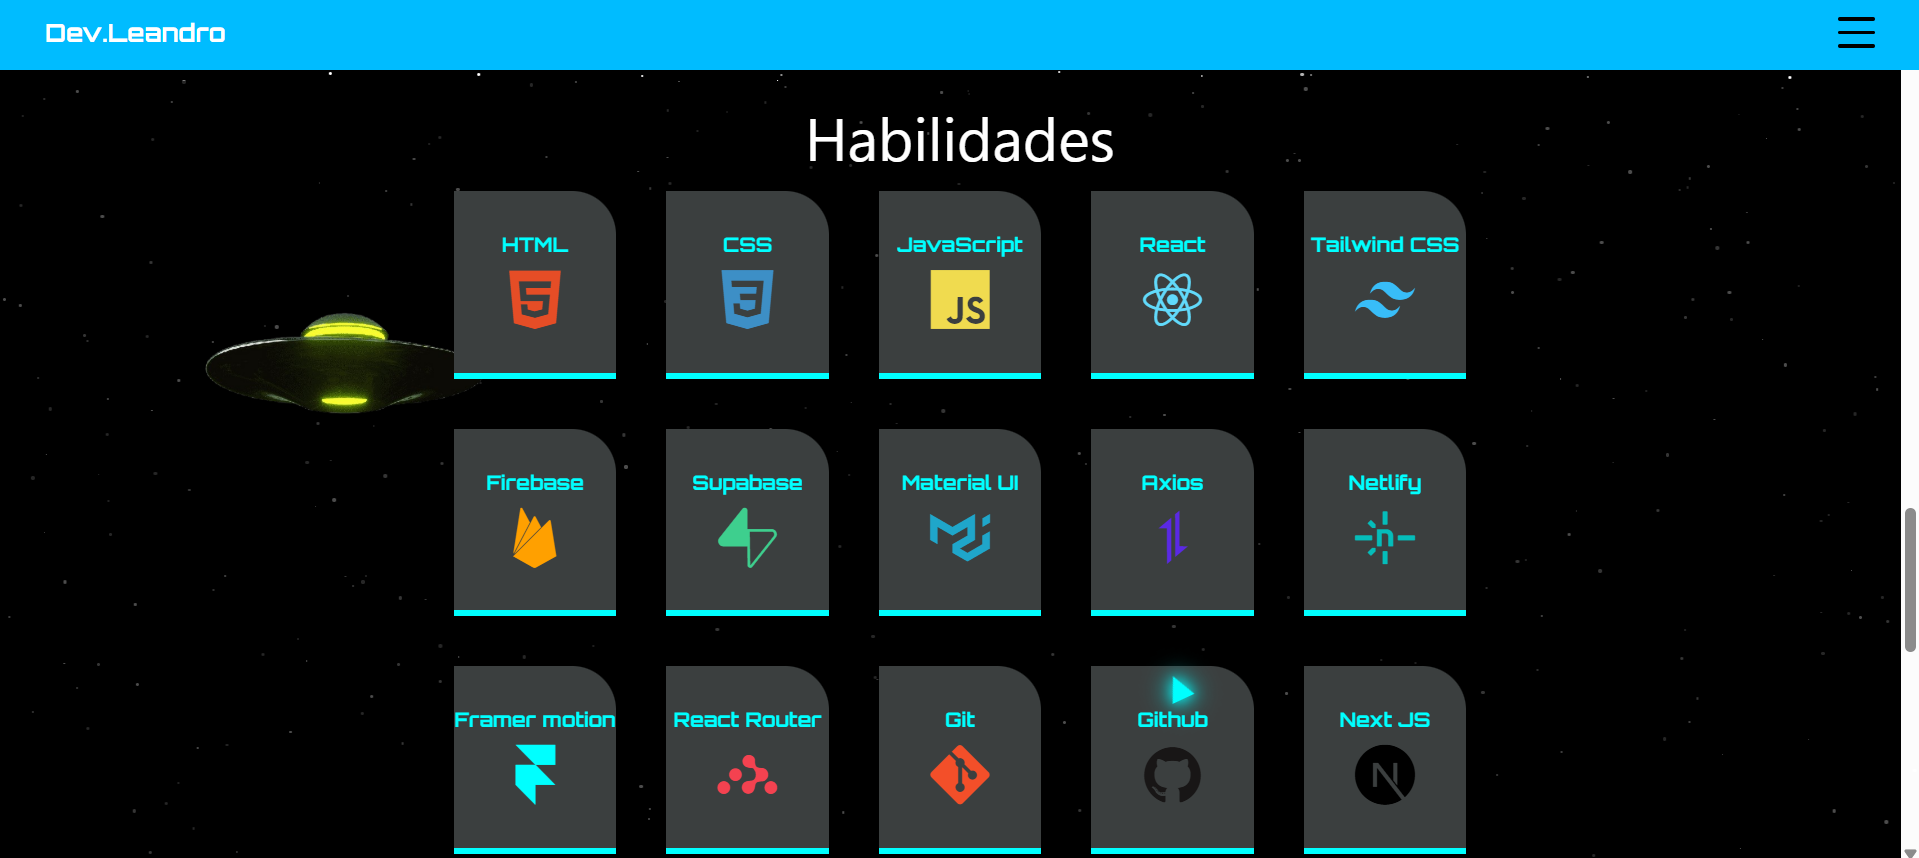 Dev.Leandro
Habilidades
HTML
CSS
JavaScript
JS
React
Tailwind CSS
Firebase
Supabase
Material UI
Axios
Netlify
Framer motion
React Router
Git
Github
Next JS